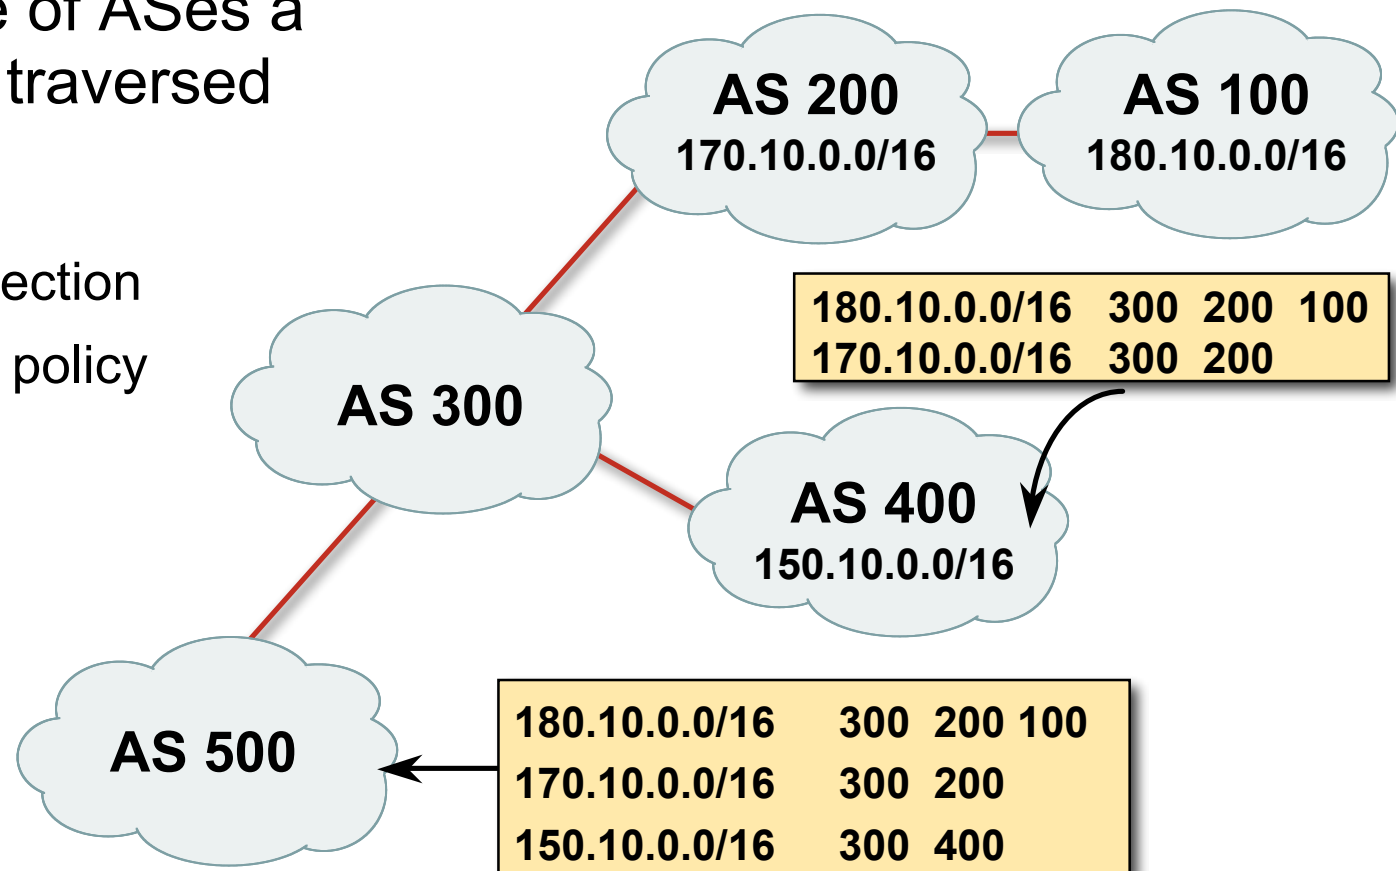 e of ASes a
traversed
ection
policy
AS 200
170.10.0.0/16
AS 100
180.10.0.0/16
180.10.0.0/16 300 200 100
170.10.0.0/16 300 200
AS 300
AS 400
150.10.0.0/16
AS 500
180.10.0.0/16 300 200 100
170.10.0.0/16 300 200
150.10.0.0/16 300 400